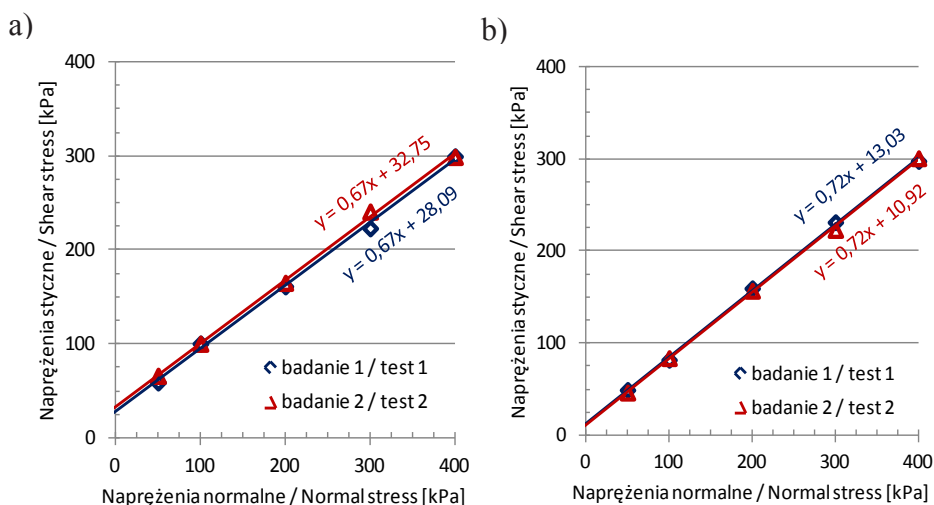 a)
Naprężenia styczne / Shear stress [kPa]
400
300
200
100
0
y = 0,67x + 32,75
y = 0,67x + 28,09
badanie 1 / test 1
badanie 2 / test 2
0 100 200 300 400
Naprężenia normalne / Normal stress [kPa]
b)
Naprężenia styczne / Shear stress [kPa]
400
300
200
100
0
y = 0,72x + 13,03
y = 0,72x + 10,92
badanie 1 / test 1
badanie 2 / test 2
0 100 200 300 400
Naprężenia normalne / Normal stress [kPa]